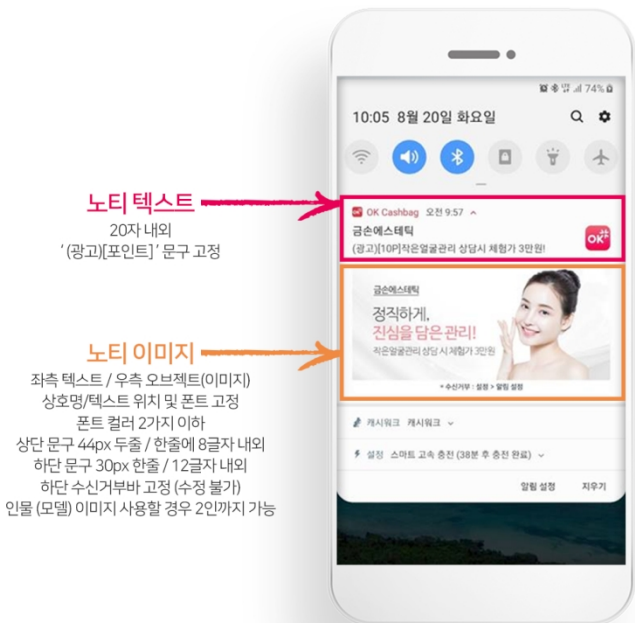 노티 텍스트
20자 내외
‘ (광고)[포인트] ’ 문구 고정
노티 이미지
좌측 텍스트 / 우측 오브젝트(이미지)
상호명/텍스트 위치 및 폰트 고정
폰트 컬러 2가지 이하
상단 문구 44px 두줄 / 한줄에 8글자 내외
하단 문구 30px 한줄 / 12글자 내외
하단 수신거부바 고정 (수정 불가)
인물 (모델) 이미지 사용할 경우 2인까지 가능
LTE 74%
10:05 8월 20일 화요일
OK Cashbag 오전 9:57
금손에스테틱
(광고)[10P]작은얼굴관리 상담시 체험가 3만원!
OK
금손에스테틱
정직하게,
진심을 담은 관리!
작은얼굴관리 상담 시 체험가 3만원
* 수신거부 : 설정 > 알림 설정
캐시워크 캐시워크
설정 스마트 고속 충전 (38분 후 충전 완료)
알림 설정 지우기